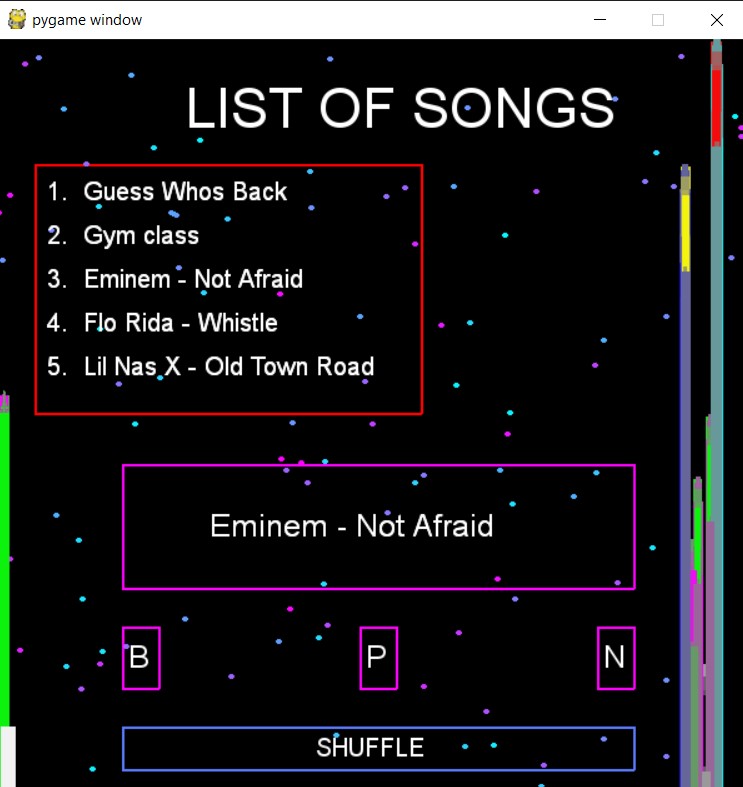 pygame window
LIST OF SONGS
1. Guess Whos Back
2. Gym class
3. Eminem - Not Afraid
4. Flo Rida - Whistle
5. Lil Nas X - Old Town Road
Eminem - Not Afraid
B P N
SHUFFLE